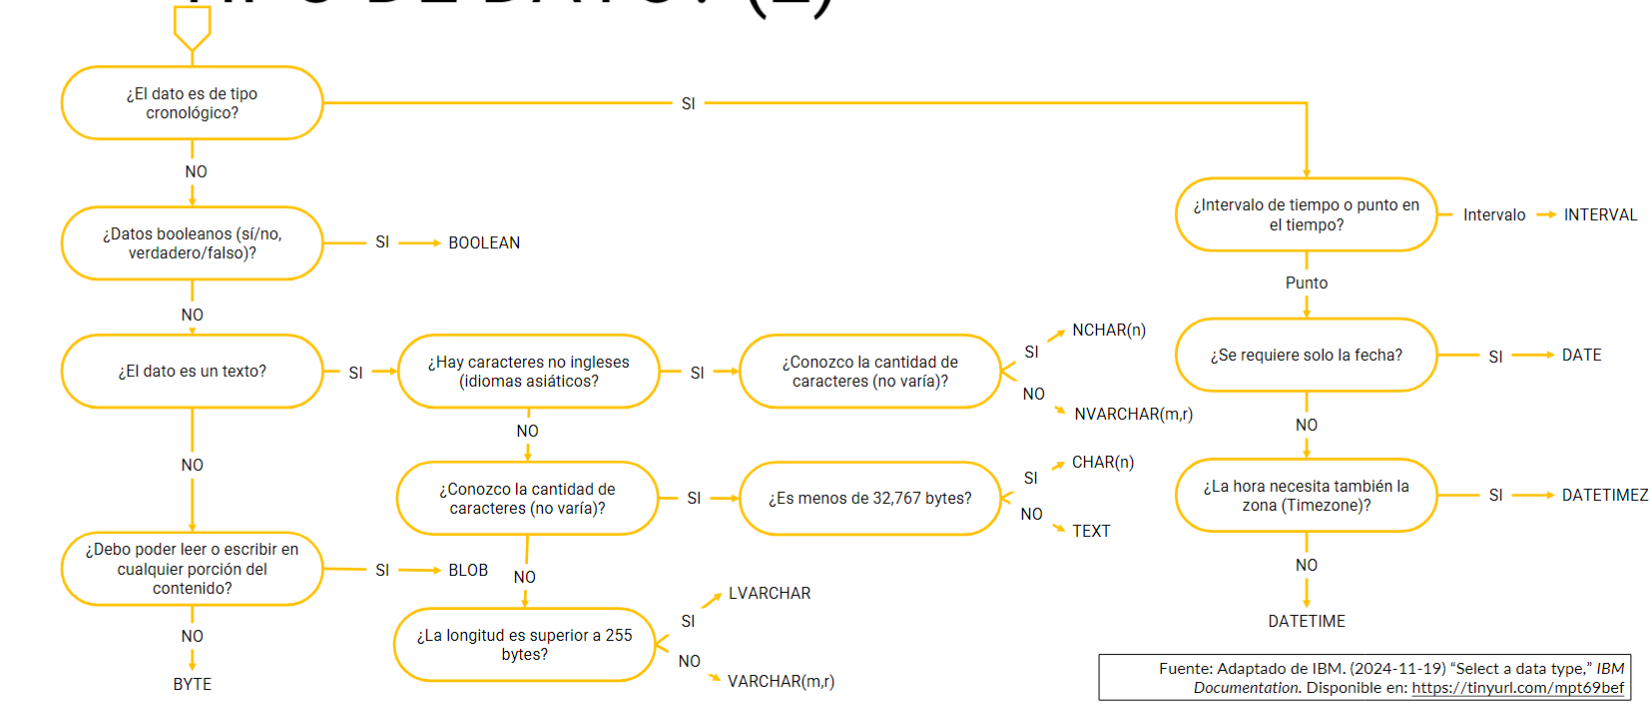 TIPO DE DATO? (2)
¿El dato es de tipo
cronológico?
SI
NO
¿Intervalo de tiempo o punto en
el tiempo?
Intervalo
INTERVAL
¿Datos booleanos (sí/no,
verdadero/falso)?
SI
BOOLEAN
Punto
NO
¿El dato es un texto?
SI
¿Hay caracteres no ingleses
(idiomas asiáticos?
SI
¿Conozco la cantidad de
caracteres (no varía)?
SI
NCHAR(n)
NO
NVARCHAR(m,r)
¿Se requiere solo la fecha?
SI
DATE
NO
NO
NO
¿Conozco la cantidad de
caracteres (no varía)?
SI
¿Es menos de 32,767 bytes?
SI
CHAR(n)
NO
TEXT
¿La hora necesita también la
zona (Timezone)?
SI
DATETIMEZ
¿Debo poder leer o escribir en
cualquier porción del
contenido?
SI
BLOB
NO
NO
DATETIME
NO
BYTE
¿La longitud es superior a 255
bytes?
SI
LVARCHAR
NO
VARCHAR(m,r)
Fuente: Adaptado de IBM. (2024-11-19) “Select a data type,” IBM
Documentation. Disponible en: https://tinyurl.com/mpt69bef